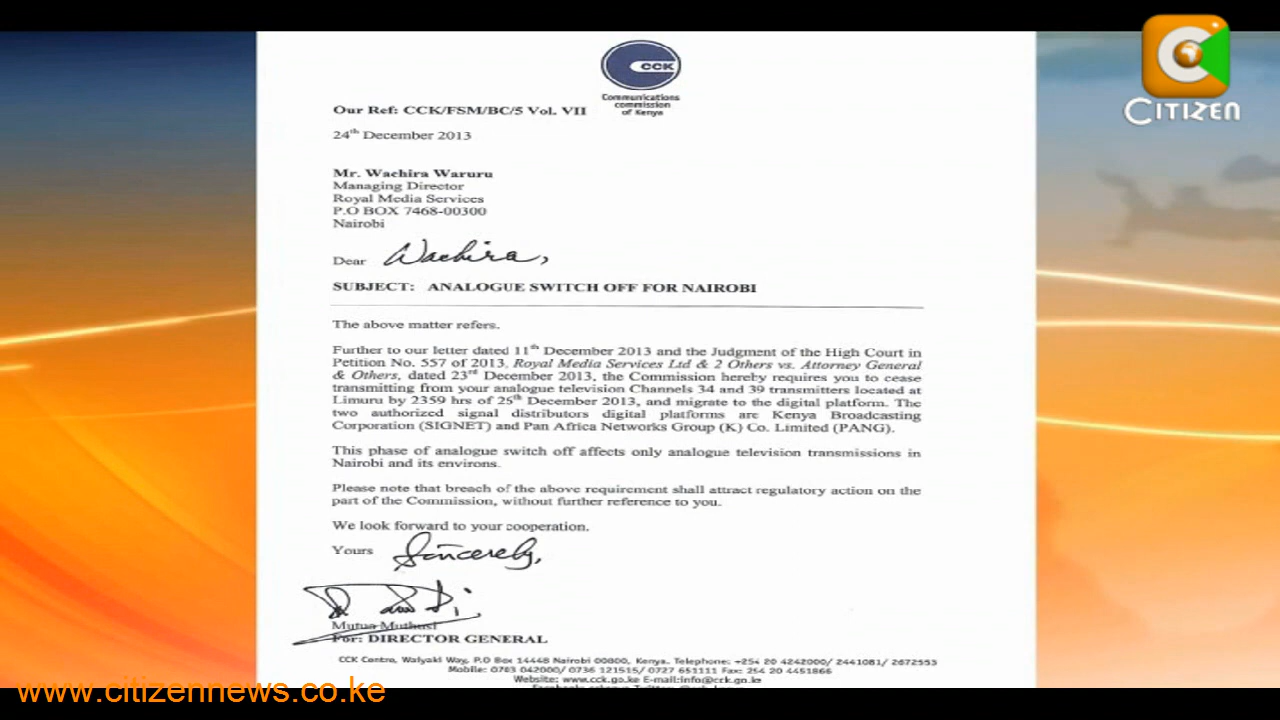 CCK
Communications
commission
of Kenya
CITIZEN
Our Ref: CCK/FSM/BC/5 Vol. VII
24th December 2013
Mr. Wachira Waruru
Managing Director
Royal Media Services
P.O BOX 7468-00300
Nairobi
Dear Wachira,
SUBJECT: ANALOGUE SWITCH OFF FOR NAIROBI
The above matter refers.
Further to our letter dated 11th December 2013 and the Judgment of the High Court in
Petition No. 557 of 2013, Royal Media Services Ltd & 2 Others vs. Attorney General
& Others, dated 23rd December 2013, the Commission hereby requires you to cease
transmitting from your analogue television Channels 34 and 39 transmitters located at
Limuru by 2359 hrs of 25th December 2013, and migrate to the digital platform. The
two authorized signal distributors digital platforms are Kenya Broadcasting
Corporation (SIGNET) and Pan Africa Networks Group (K) Co. Limited (PANG).
This phase of analogue switch off affects only analogue television transmissions in
Nairobi and its environs.
Please note that breach of the above requirement shall attract regulatory action on the
part of the Commission, without further reference to you.
We look forward to your cooperation.
Yours Sincerely,
Mutua Muthusi
For: DIRECTOR GENERAL
CCK Centre, Waiyaki Way, P.O Box 14448 Nairobi 00800, Kenya. Telephone: +254 20 4242000/ 2441081/ 2672553
Mobile: 0703 042000/ 0736 121515/ 0727 651111 Fax: 254 20 4451866
Website: www.cck.go.ke E-mail:info@cck.go.ke
www.citizennews.co.ke